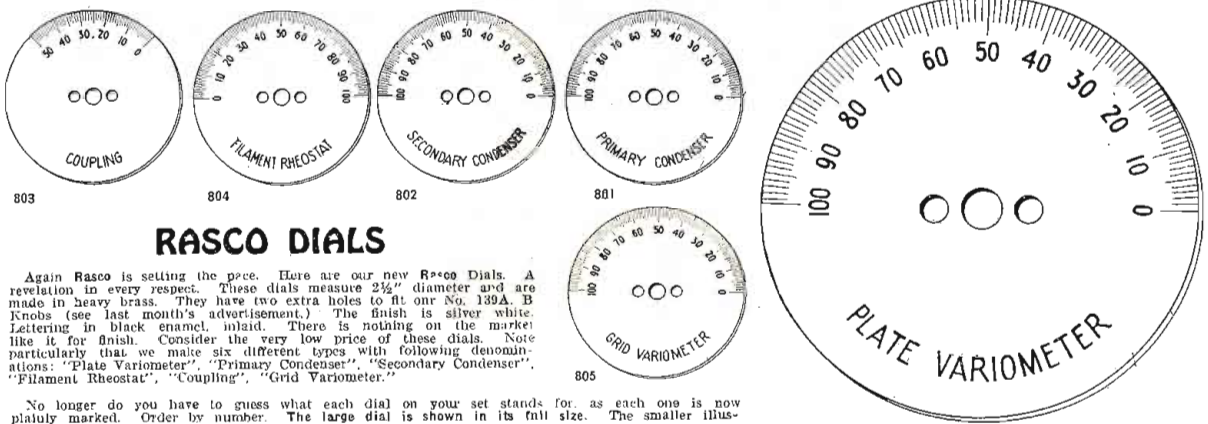 50 40 30 20 10 0
COUPLING
803
0 10 20 30 40 50 60 70 80 90 100
FILAMENT RHEOSTAT
804
100 90 80 70 60 50 40 30 20 10 0
SECONDARY CONDENSER
802
100 90 80 70 60 50 40 30 20 10 0
PRIMARY CONDENSER
801
100 90 80 70 60 50 40 30 20 10 0
PLATE VARIOMETER
100 90 80 70 60 50 40 30 20 10 0
GRID VARIOMETER
805
RASCO DIALS
Again Rasco is setting the pace. Here are our new Rasco Dials. A
revelation in every respect. These dials measure 2½" diameter and are
made in heavy brass. They have two extra holes to fit our No. 139A. B
Knobs (see last month's advertisement.) The finish is silver white.
Lettering in black enamel, inlaid. There is nothing on the market
like it for finish. Consider the very low price of these dials. Note
particularly that we make six different types with following denomin-
ations: "Plate Variometer", "Primary Condenser", "Secondary Condenser",
"Filament Rheostat", "Coupling", "Grid Variometer."
No longer do you have to guess what each dial on your set stands for, as each one is now
plainly marked. Order by number. The large dial is shown in its full size. The smaller illus-